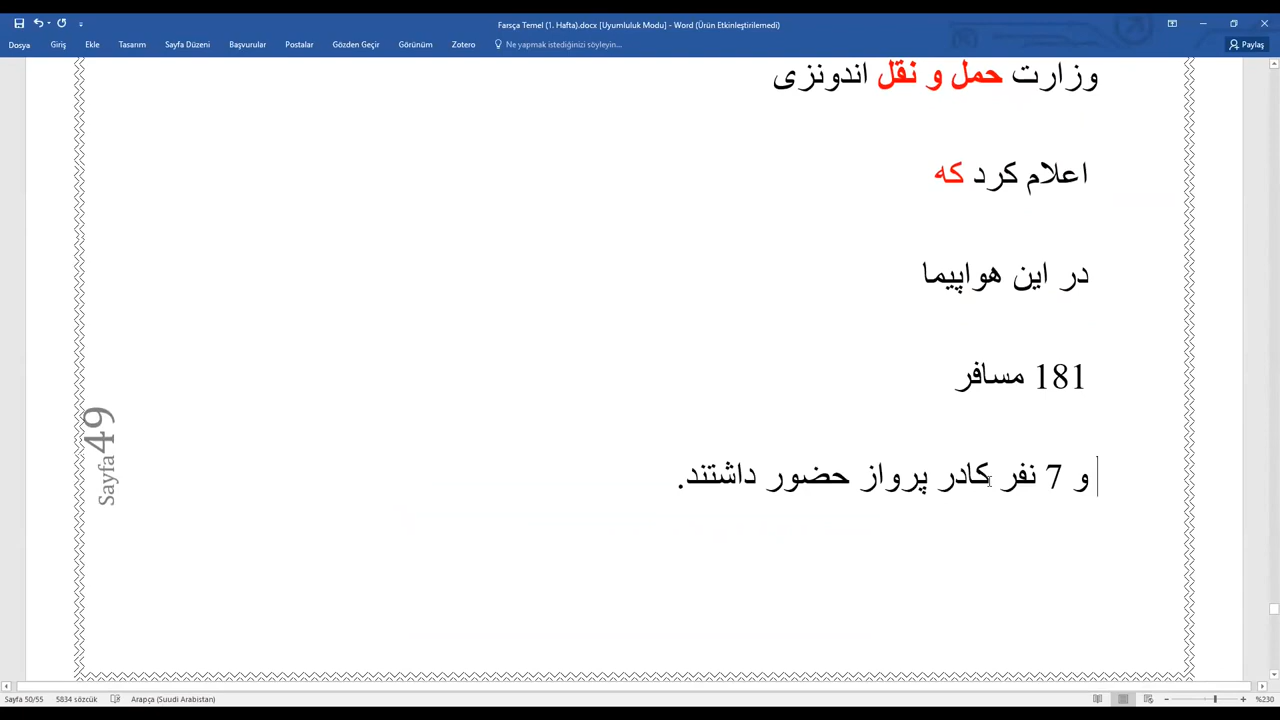 Farsça Temel (1. Hafta).docx [Uyumluluk Modu] - Word (Ürün Etkinleştirilemedi)
Dosya Giriş Ekle Tasarım Sayfa Düzeni Başvurular Postalar Gözden Geçir Görünüm Zotero Ne yapmak istediğinizi söyleyin... Paylaş
وزارت حمل و نقل اندونزی
اعلام کرد که
در این هواپیما
181 مسافر
و 7 نفر کادر پرواز حضور داشتند.
Sayfa 49
Sayfa 50/55 5834 sözcük Arapça (Suudi Arabistan) %230